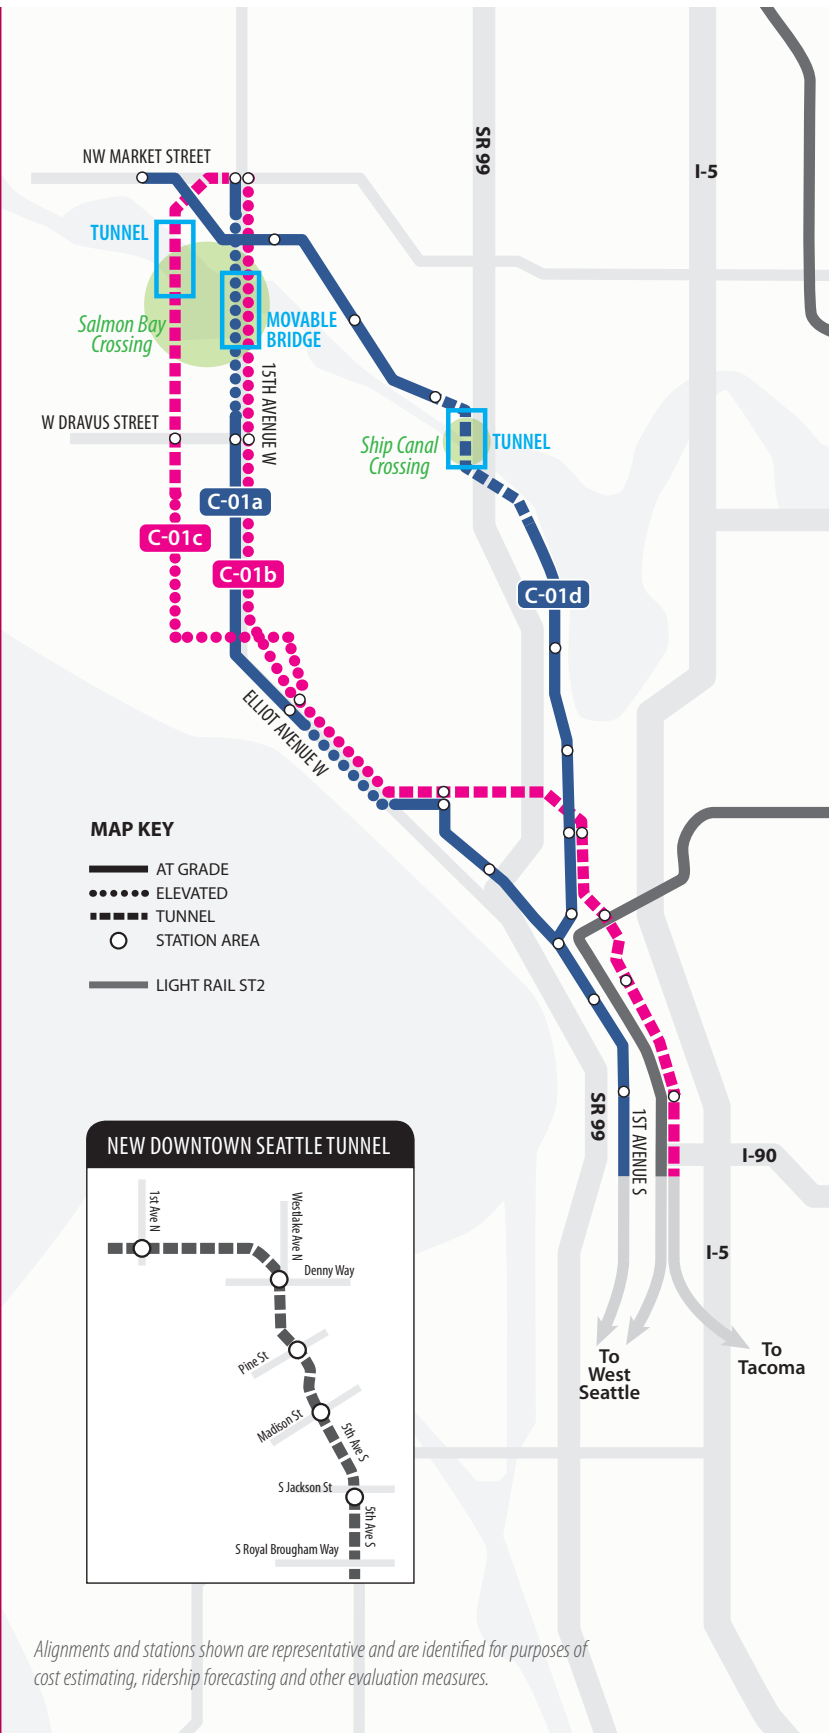 SR 99
I-5
NW MARKET STREET
TUNNEL
Salmon Bay
Crossing
MOVABLE
BRIDGE
15TH AVENUE W
W DRAVUS STREET
Ship Canal
Crossing
TUNNEL
C-01a
C-01c
C-01b
C-01d
ELLIOT AVENUE W
MAP KEY
AT GRADE
ELEVATED
TUNNEL
STATION AREA
LIGHT RAIL ST2
SR 99
1ST AVENUE S
I-90
I-5
To
West
Seattle
To
Tacoma
NEW DOWNTOWN SEATTLE TUNNEL
1st Ave N
Westlake Ave N
Denny Way
Pine St
Madison St
5th Ave S
S Jackson St
5th Ave S
S Royal Brougham Way
Alignments and stations shown are representative and are identified for purposes of
cost estimating, ridership forecasting and other evaluation measures.